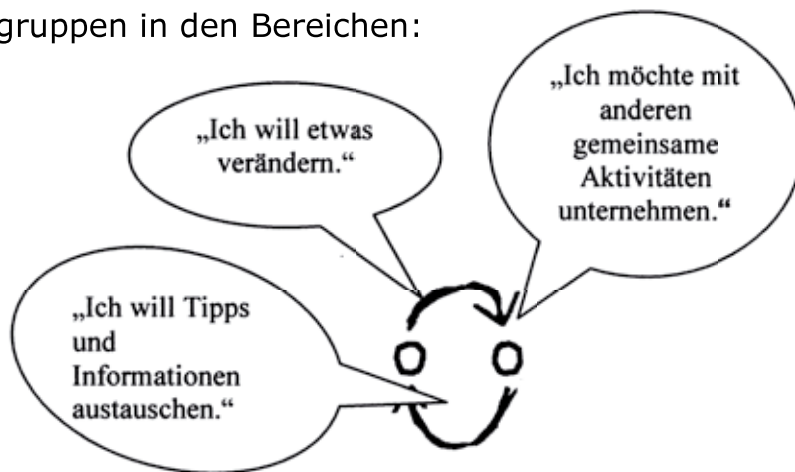 gruppen in den Bereichen:
„Ich möchte mit
anderen
gemeinsame
Aktivitäten
unternehmen.“
„Ich will etwas
verändern.“
„Ich will Tipps
und
Informationen
austauschen.“